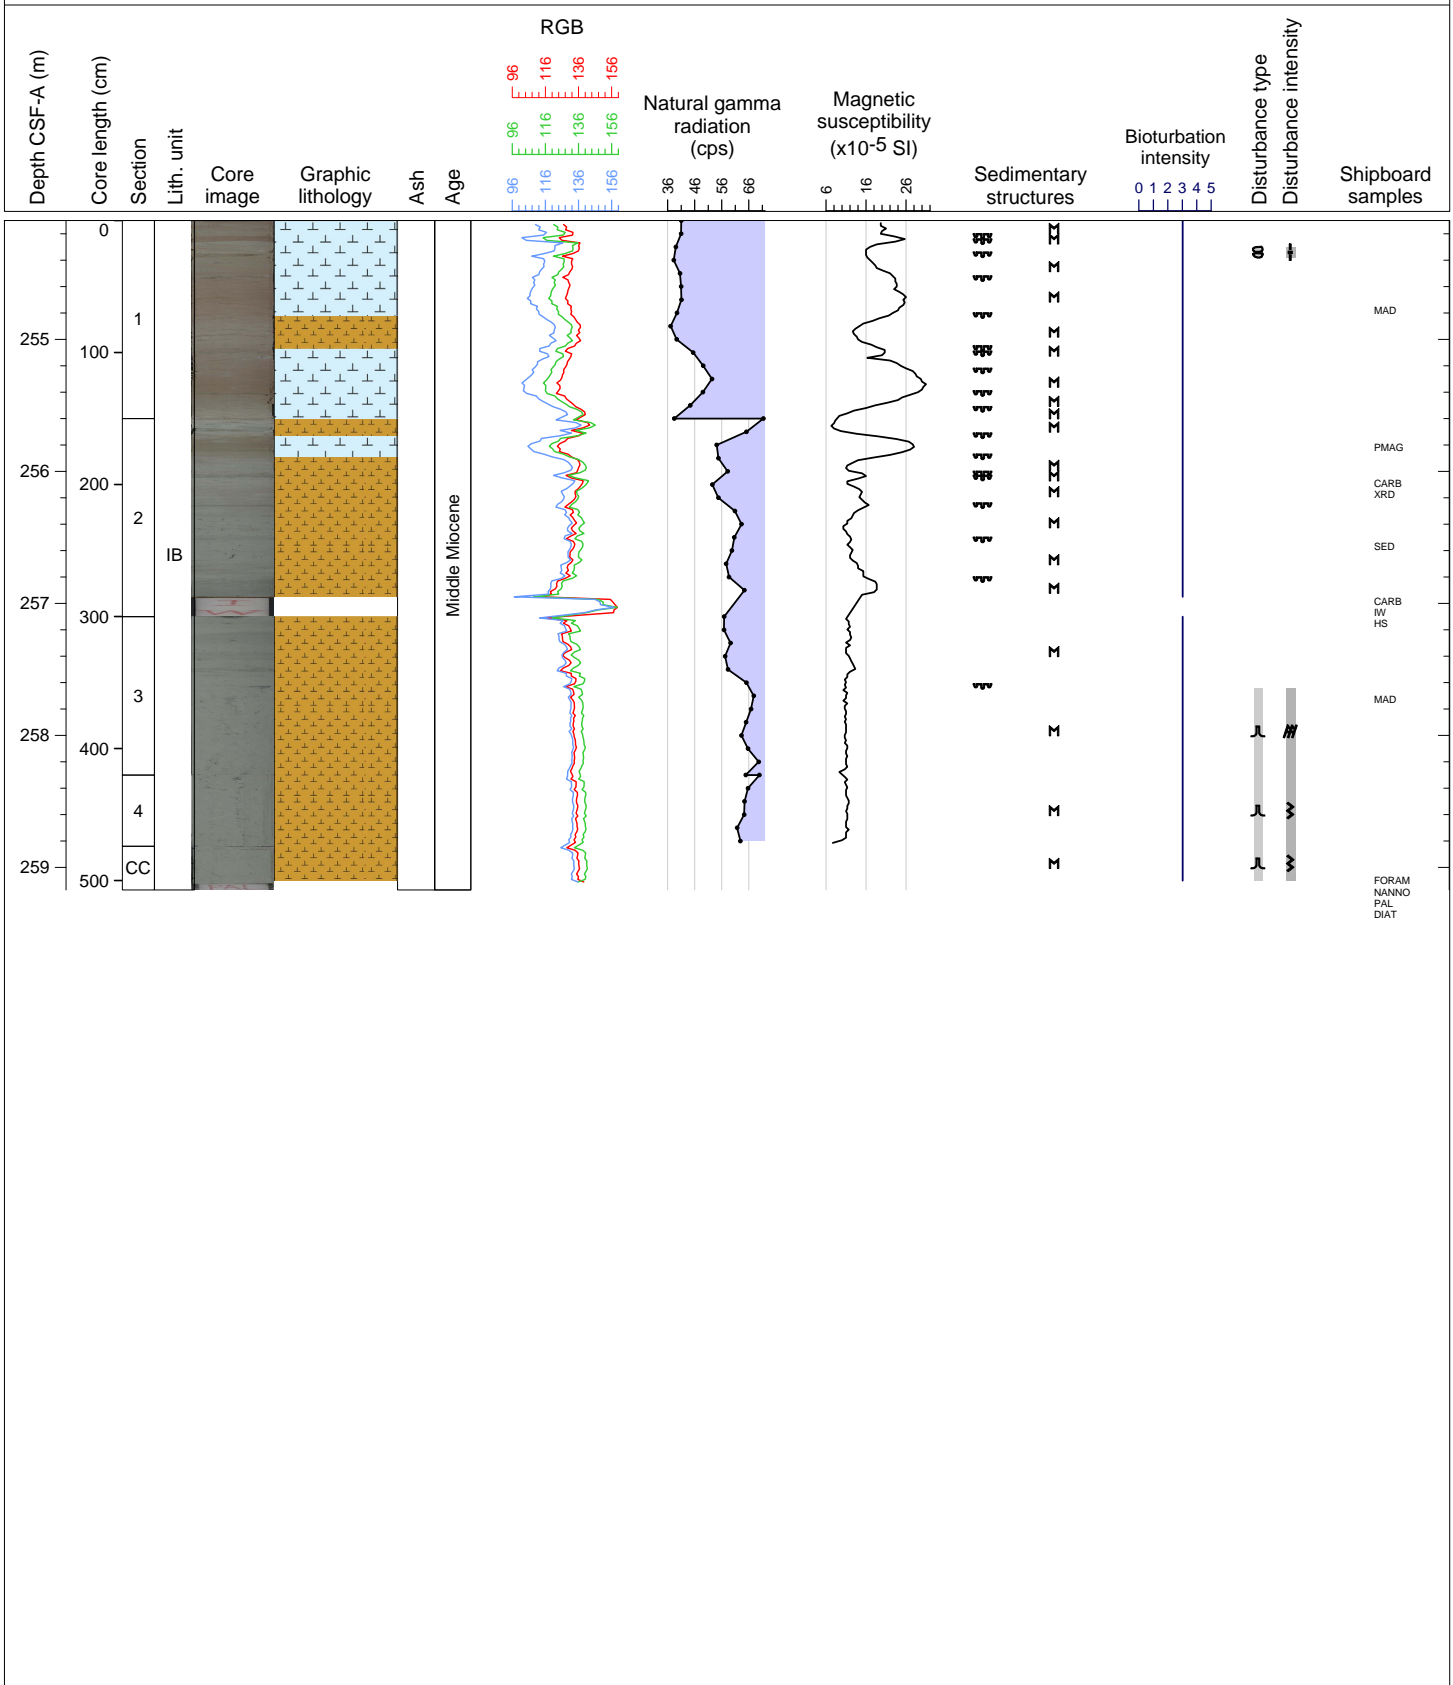 RGB
96 116 136 156
96 116 136 156
96 116 136 156
Depth CSF-A (m)
Core length (cm)
Section
Lith. unit
Core
image
Graphic
lithology
Ash
Age
Natural gamma
radiation
(cps)
36 46 56 66
Magnetic
susceptibility
(x10-5 SI)
6 16 26
Sedimentary
structures
Bioturbation
intensity
0 1 2 3 4 5
Disturbance type
Disturbance intensity
Shipboard
samples
255
256
257
258
259
0
100
200
300
400
500
1
2
3
4
CC
IB
Middle Miocene
MAD
PMAG
CARB
XRD
SED
CARB
IW
HS
MAD
FORAM
NANNO
PAL
DIAT